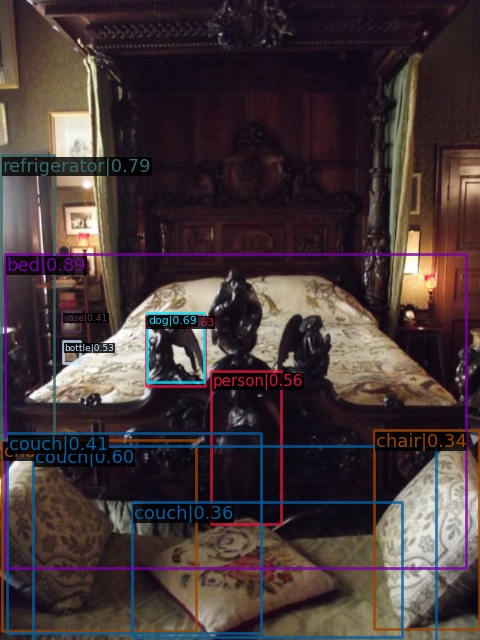 refrigerator|0.79
bed|0.89
vase|0.41
dog|0.69
63
bottle|0.53
person|0.56
chair|0.34
couch|0.41
couch|0.60
couch|0.36